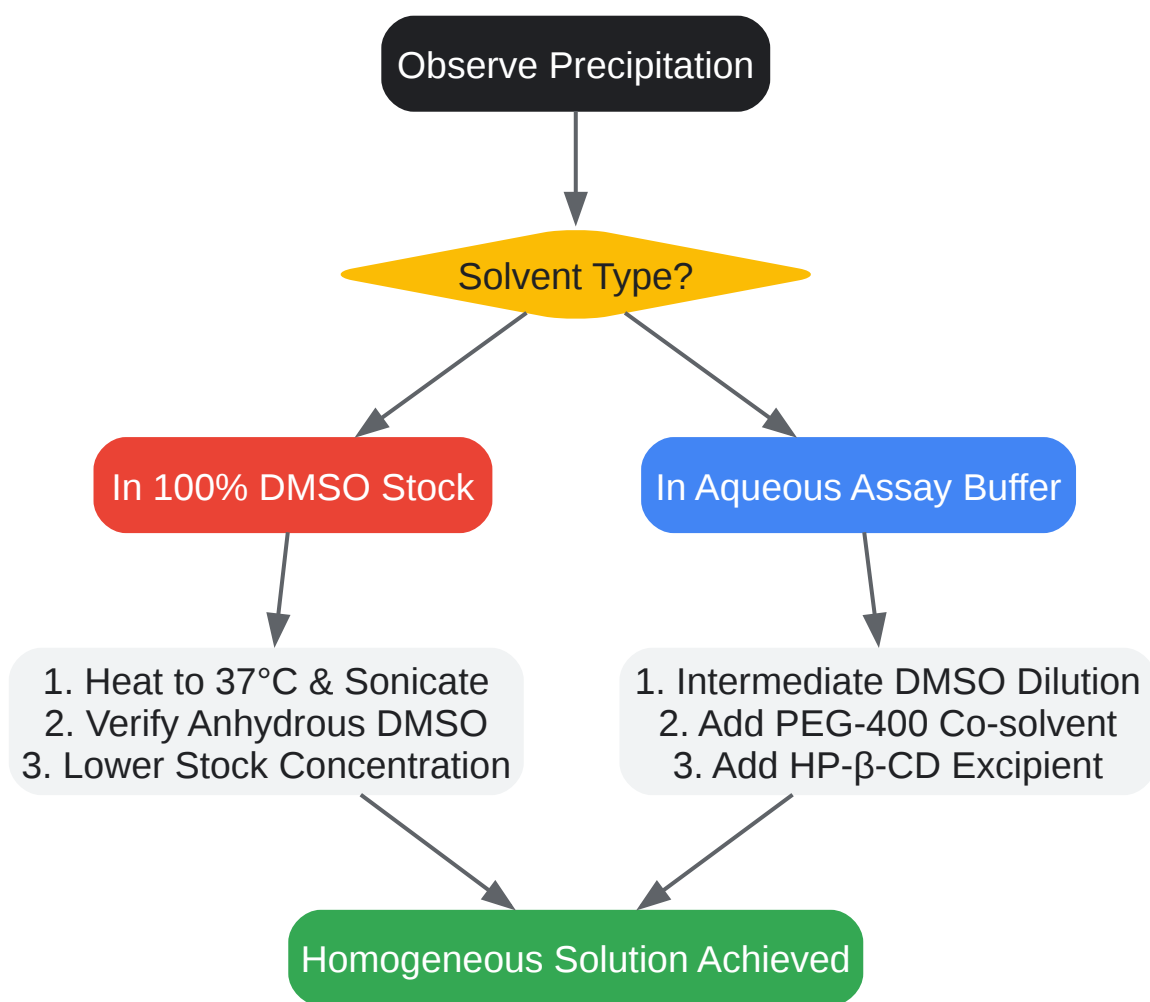 Observe Precipitation
Solvent Type?
In 100% DMSO Stock
In Aqueous Assay Buffer
1. Heat to 37°C & Sonicate
2. Verify Anhydrous DMSO
3. Lower Stock Concentration
1. Intermediate DMSO Dilution
2. Add PEG-400 Co-solvent
3. Add HP-β-CD Excipient
Homogeneous Solution Achieved